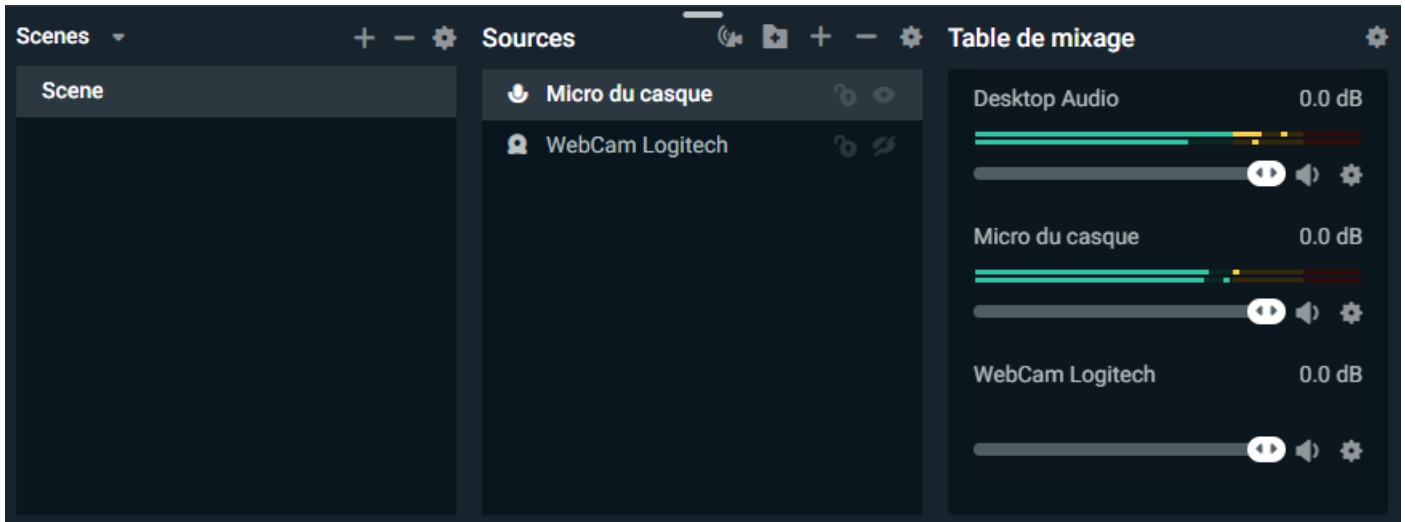 Scenes
Scene
Sources
Micro du casque
WebCam Logitech
Table de mixage
Desktop Audio 0.0 dB
Micro du casque 0.0 dB
WebCam Logitech 0.0 dB